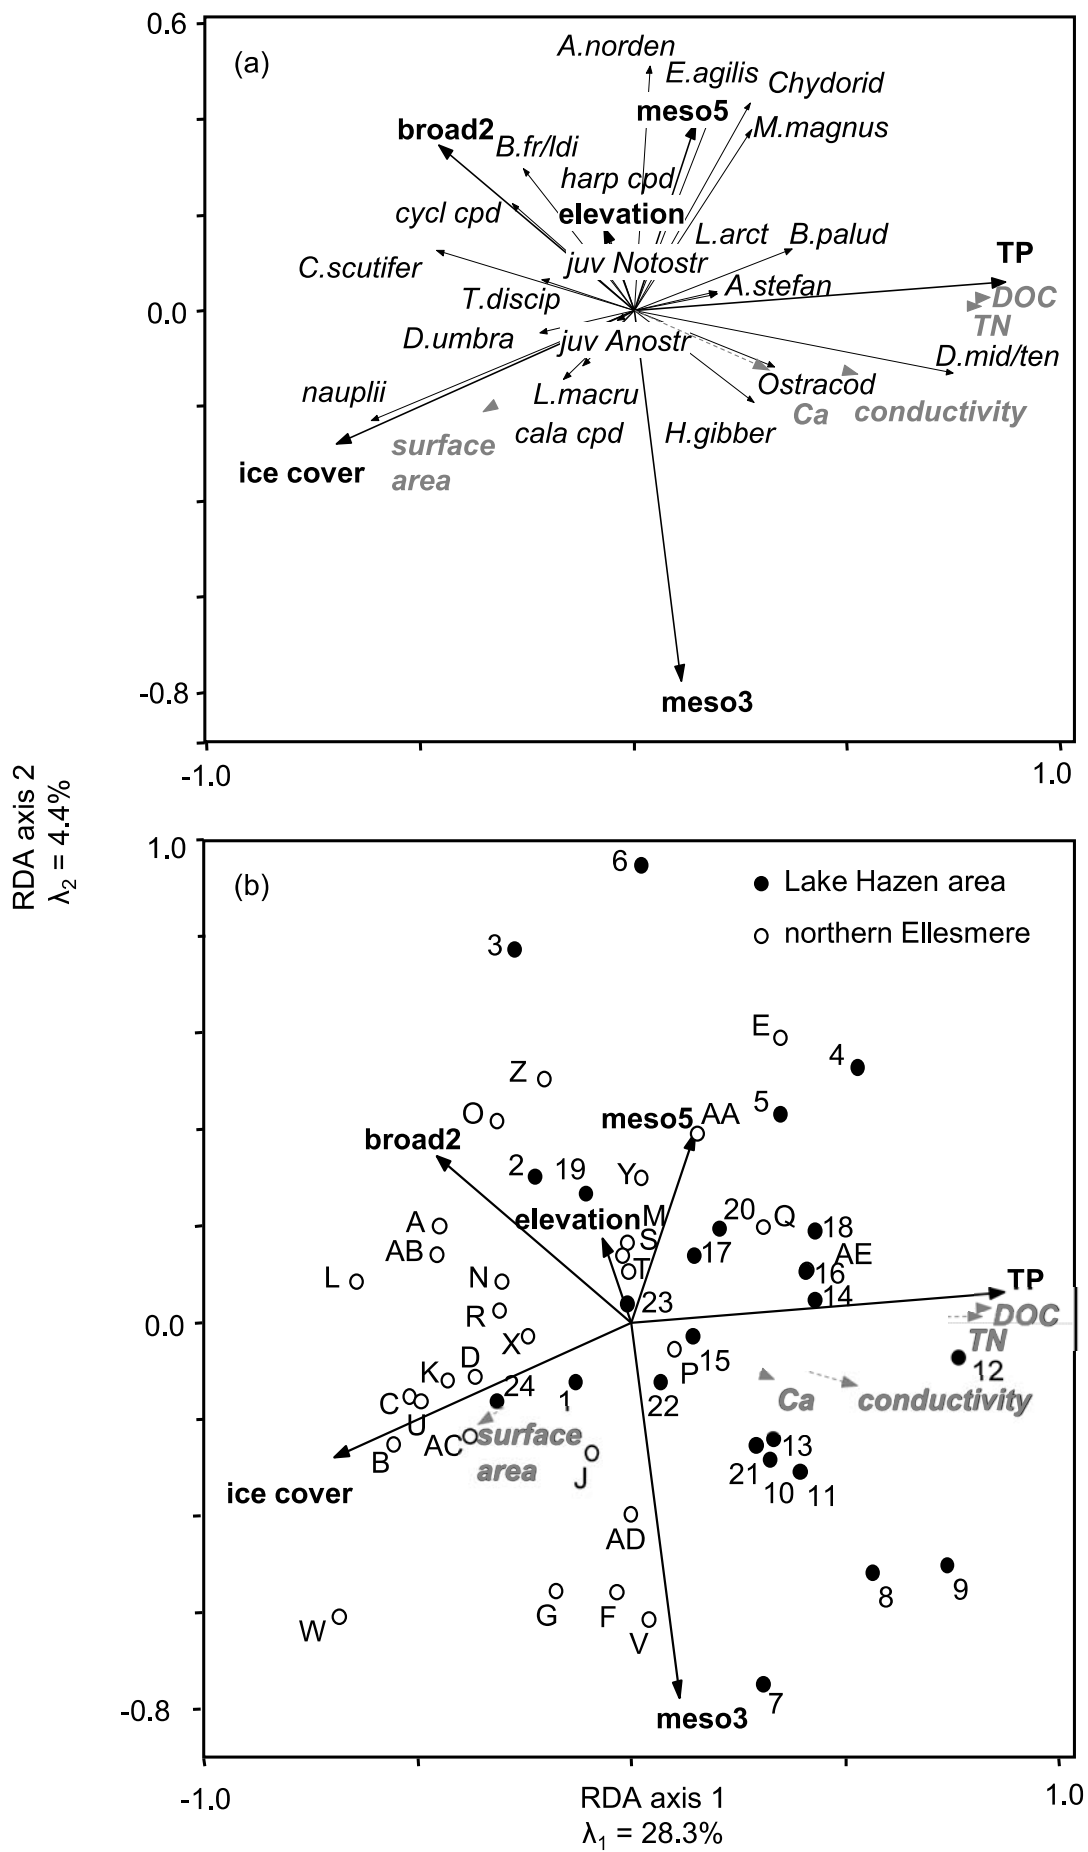 0.6
(a)
A.norden
E.agilis
Chydorid
meso5
broad2
M.magnus
B.fr/ldi
harp cpd
cycl cpd
elevation
L.arct
B.palud
TP
C.scutifer
juv Notostr
A.stefan
DOC
T.discip
0.0
TN
D.umbra
juv Anostr
D.mid/ten
nauplii
L.macru
Ostracod
Ca
conductivity
surface
area
cala cpd
H.gibber
ice cover
-0.8
meso3
-1.0
1.0
RDA axis 2
λ2 = 4.4%
1.0
(b)
6
Lake Hazen area
northern Ellesmere
3
E
4
Z
O
5
meso5
AA
broad2
2
19
Y
elevation
M
20
Q
18
A
S
AB
17
AE
L
N
T
16
TP
R
23
14
DOC
0.0
TN
X
15
K
D
P
12
C
24
1
22
Ca
conductivity
U
AC
surface
area
B
J
13
21
10
11
ice cover
AD
9
8
W
G
F
V
7
-0.8
meso3
-1.0
RDA axis 1
1.0
λ1 = 28.3%